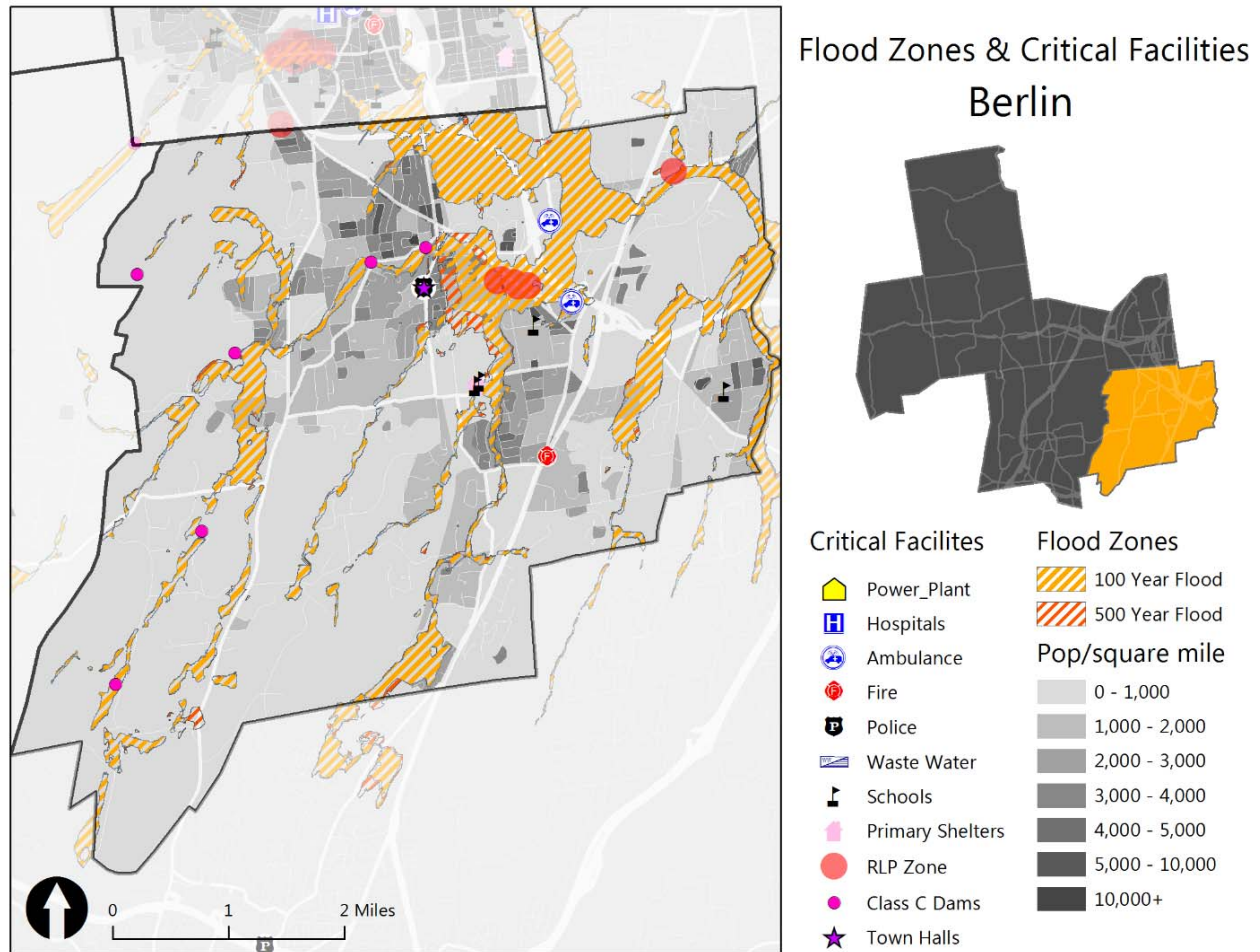 Flood Zones & Critical Facilities
Berlin
Critical Facilites
Power_Plant
H Hospitals
Ambulance
F Fire
P Police
Waste Water
Schools
Primary Shelters
RLP Zone
Class C Dams
Town Halls
Flood Zones
100 Year Flood
500 Year Flood
Pop/square mile
0 - 1,000
1,000 - 2,000
2,000 - 3,000
3,000 - 4,000
4,000 - 5,000
5,000 - 10,000
10,000+
H
F
F
0 1 2 Miles
P